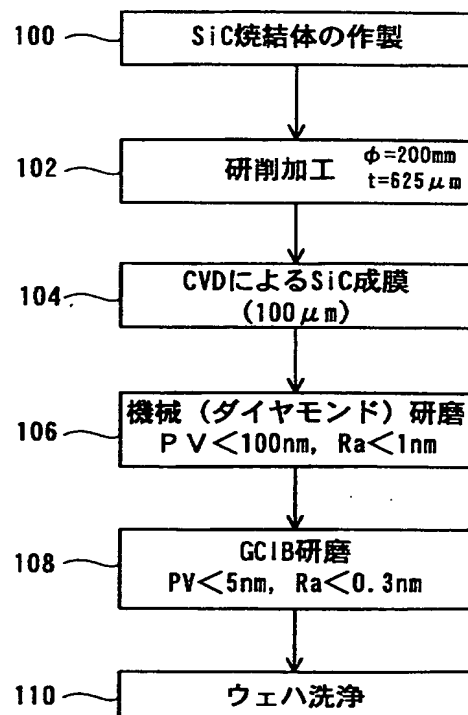 100
SiC焼結体の作製
102
研削加工
φ=200mm
t=625μm
104
CVDによるSiC成膜
(100μm)
106
機械(ダイヤモンド)研磨
PV<100nm, Ra<1nm
108
GCIB研磨
PV<5nm, Ra<0.3nm
110
ウェハ洗浄